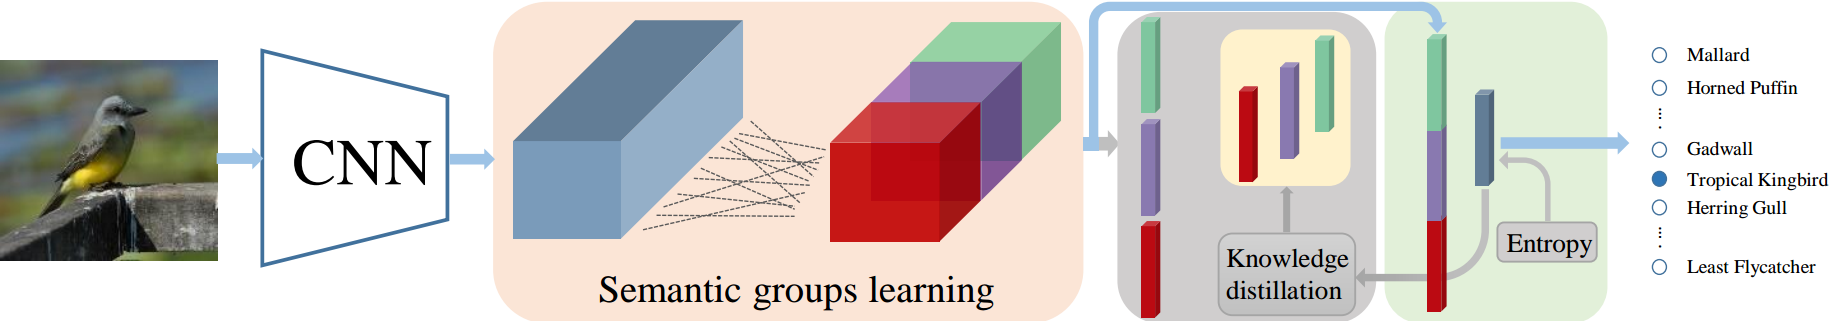 CNN
Semantic groups learning
Knowledge
distillation
Entropy
Mallard
Horned Puffin
Gadwall
Tropical Kingbird
Herring Gull
Least Flycatcher